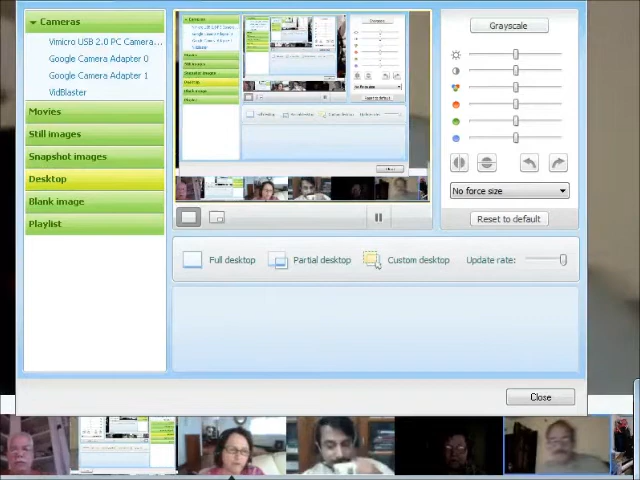 Cameras
Vimicro USB 2.0 PC Camera...
Google Camera Adapter 0
Google Camera Adapter 1
VidBlaster
Movies
Still images
Snapshot images
Desktop
Blank image
Playlist
Grayscale
No force size
Reset to default
Full desktop
Partial desktop
Custom desktop
Update rate:
Close